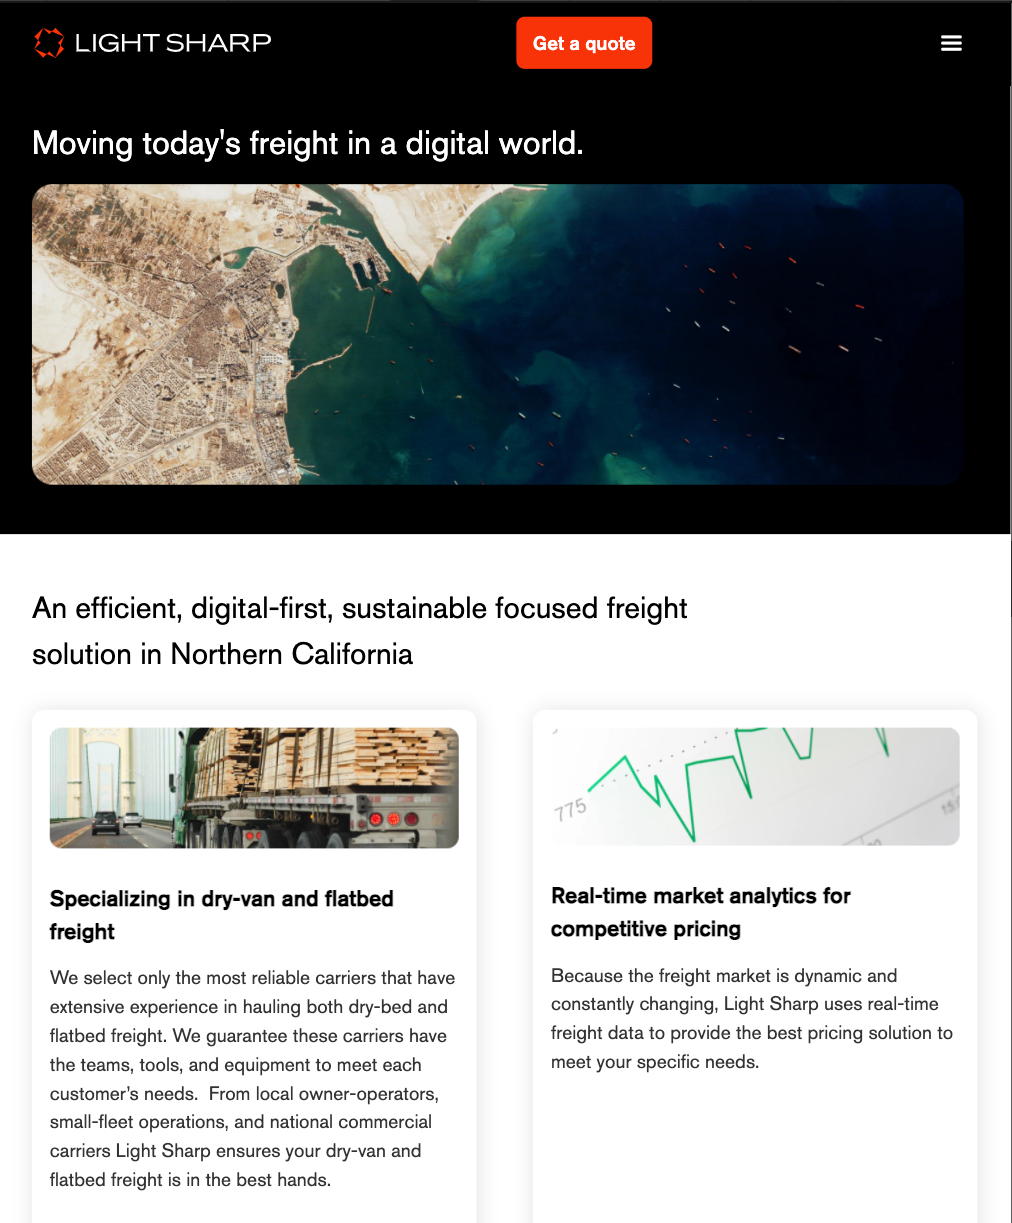 LIGHT SHARP
Get a quote
Moving today's freight in a digital world.
An efficient, digital-first, sustainable focused freight
solution in Northern California
775
Specializing in dry-van and flatbed
freight
We select only the most reliable carriers that have
extensive experience in hauling both dry-bed and
flatbed freight. We guarantee these carriers have
the teams, tools, and equipment to meet each
customer’s needs.  From local owner-operators,
small-fleet operations, and national commercial
carriers Light Sharp ensures your dry-van and
flatbed freight is in the best hands.
Real-time market analytics for
competitive pricing
Because the freight market is dynamic and
constantly changing, Light Sharp uses real-time
freight data to provide the best pricing solution to
meet your specific needs.